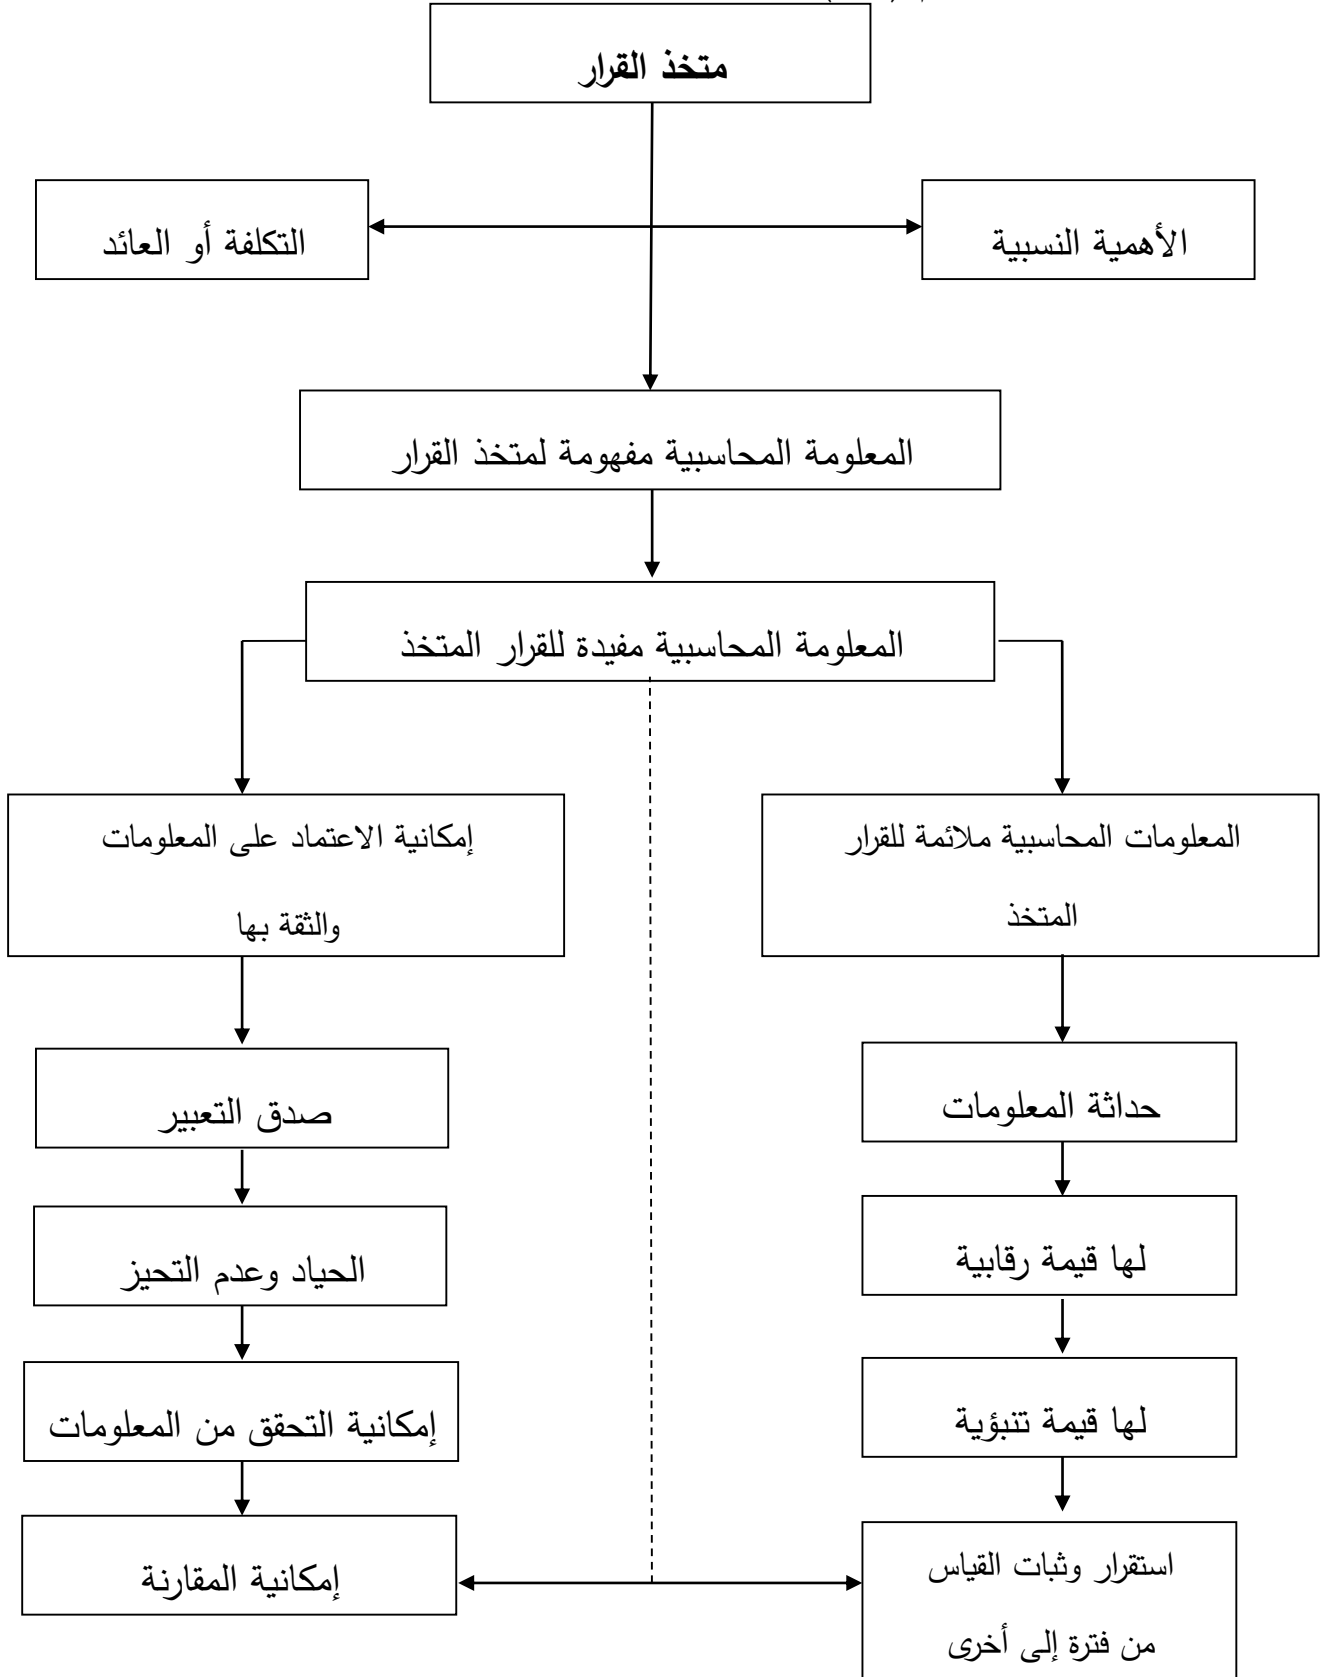 متخذ القرار
الأهمية النسبية
التكلفة أو العائد
المعلومة المحاسبية مفهومة لمتخذ القرار
المعلومة المحاسبية مفيدة للقرار المتخذ
المعلومات المحاسبية ملائمة للقرار
المتخذ
إمكانية الاعتماد على المعلومات
والثقة بها
حداثة المعلومات
صدق التعبير
لها قيمة رقابية
الحياد وعدم التحيز
لها قيمة تنبؤية
إمكانية التحقق من المعلومات
استقرار وثبات القياس
من فترة إلى أخرى
إمكانية المقارنة